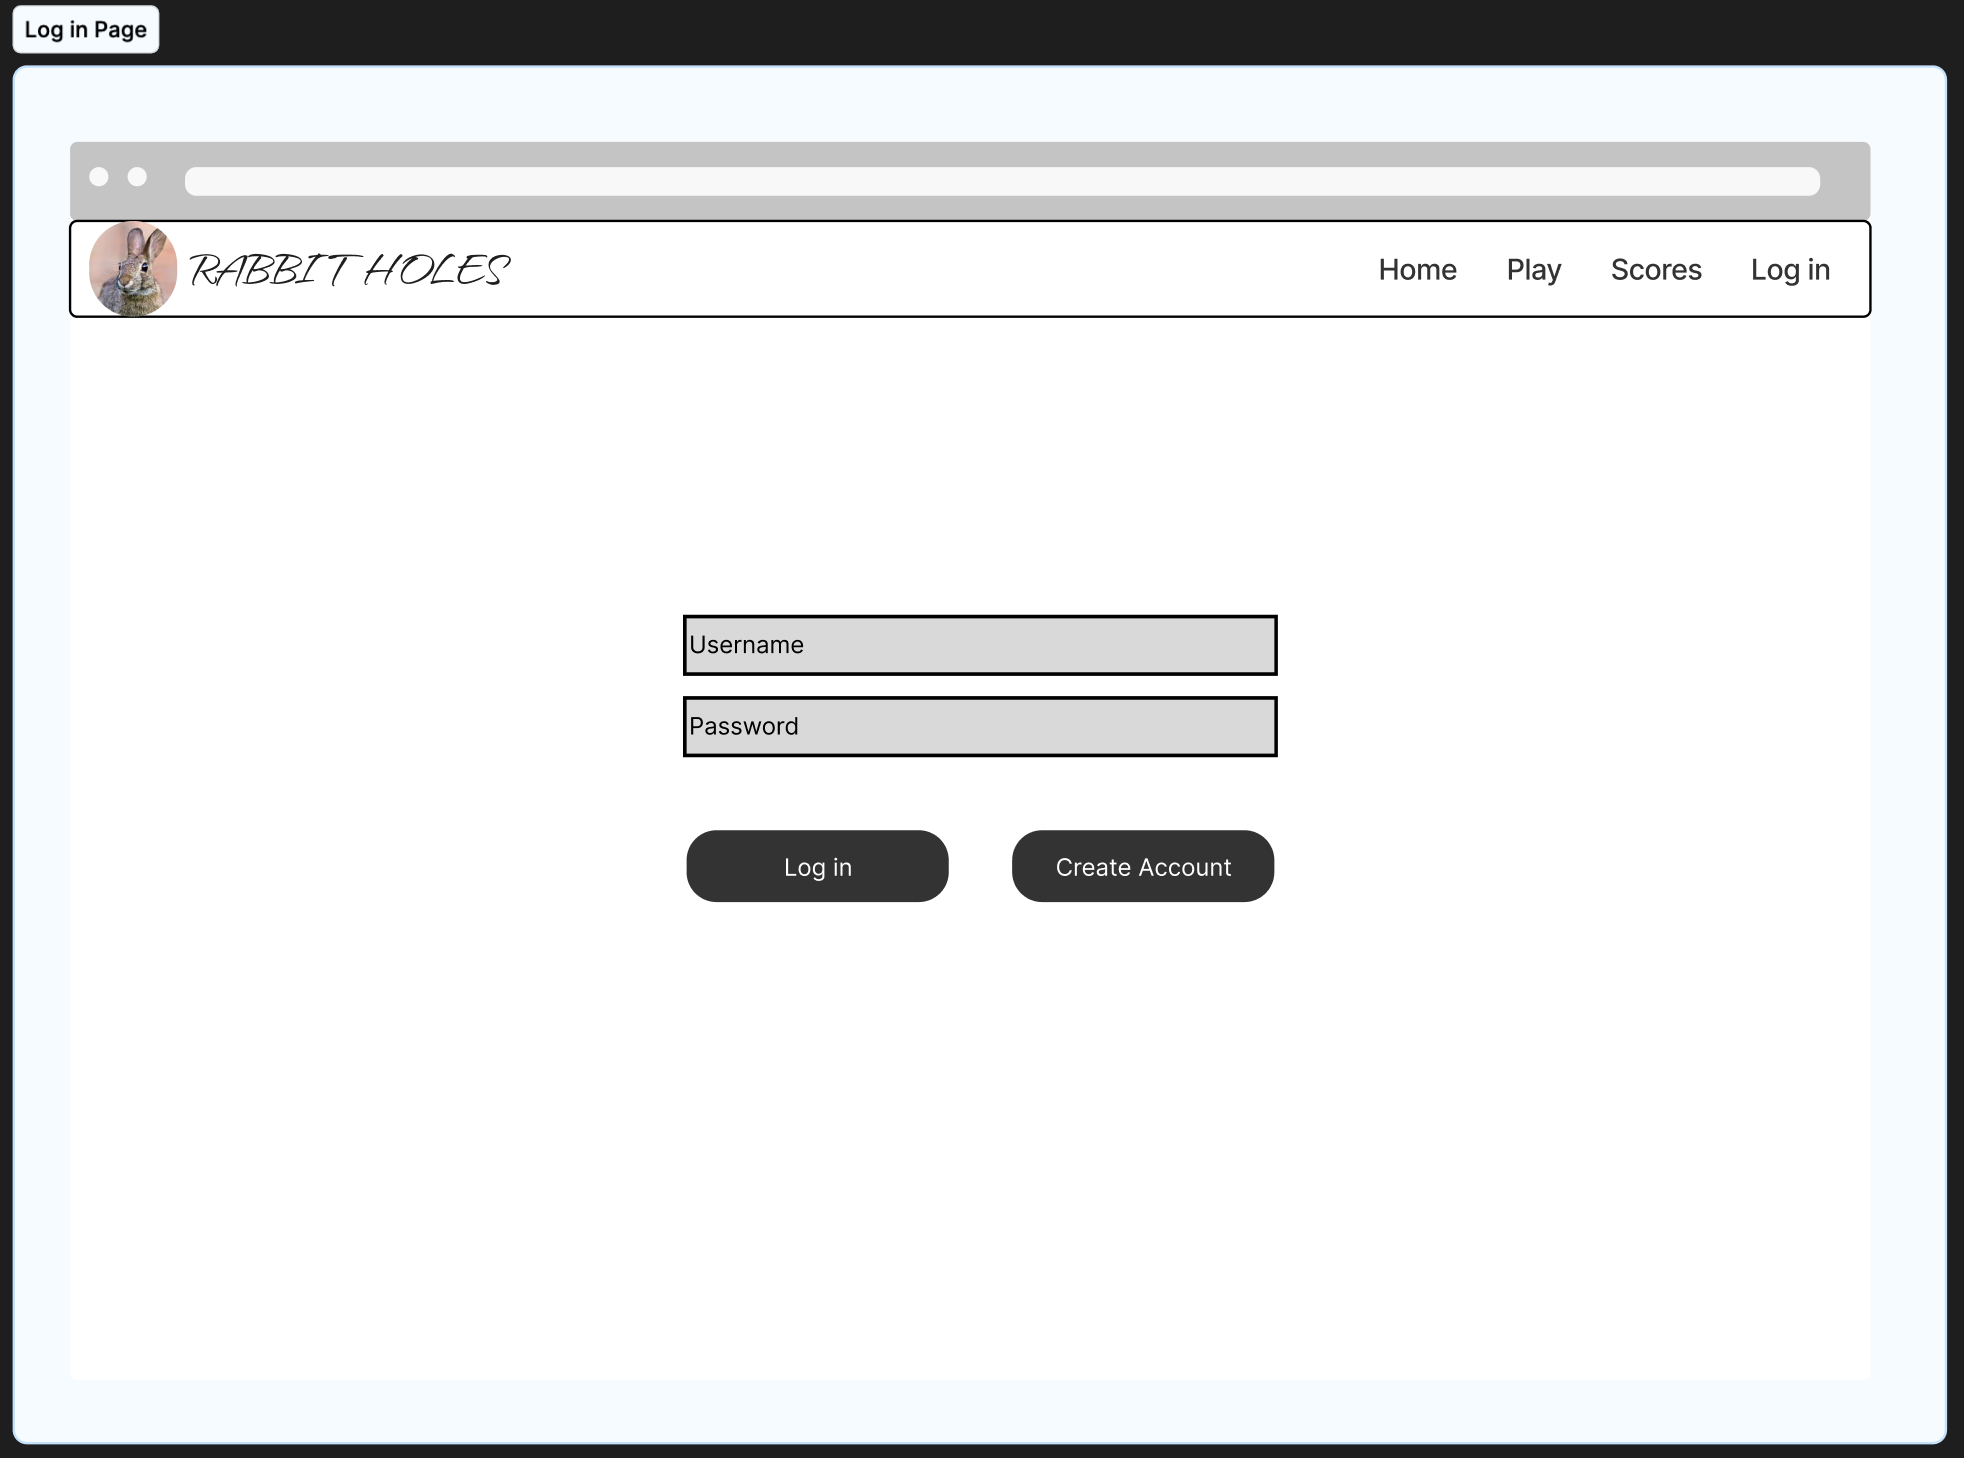 Log in Page
RABBIT HOLES
Home Play Scores Log in
Username
Password
Log in Create Account